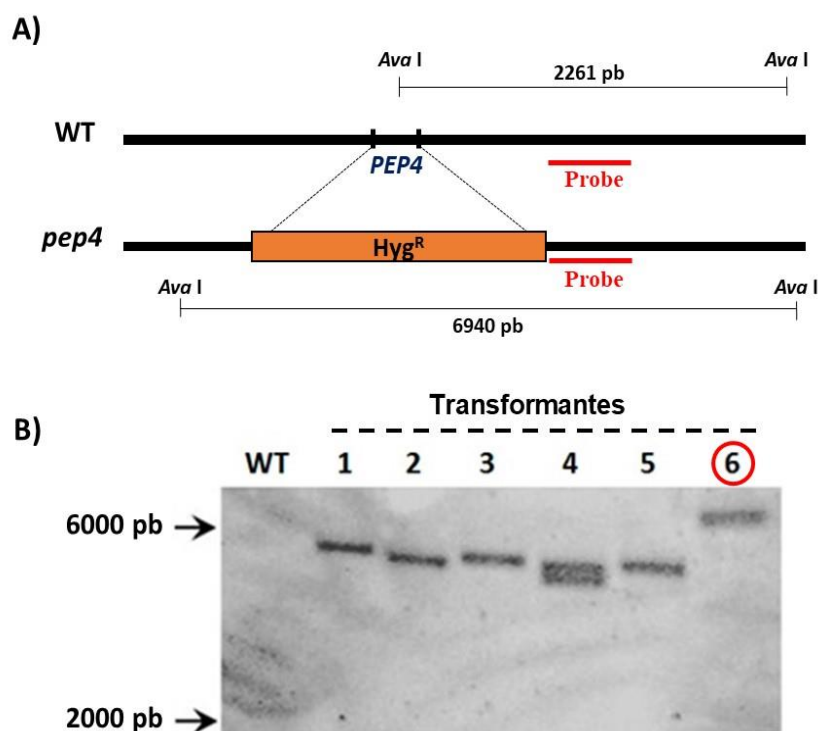 A)
Ava I
Ava I
2261 pb
WT
PEP4
Probe
pep4
Hyg^R
Probe
Ava I
Ava I
6940 pb
Transformantes
B)
WT 1 2 3 4 5 6
6000 pb
2000 pb